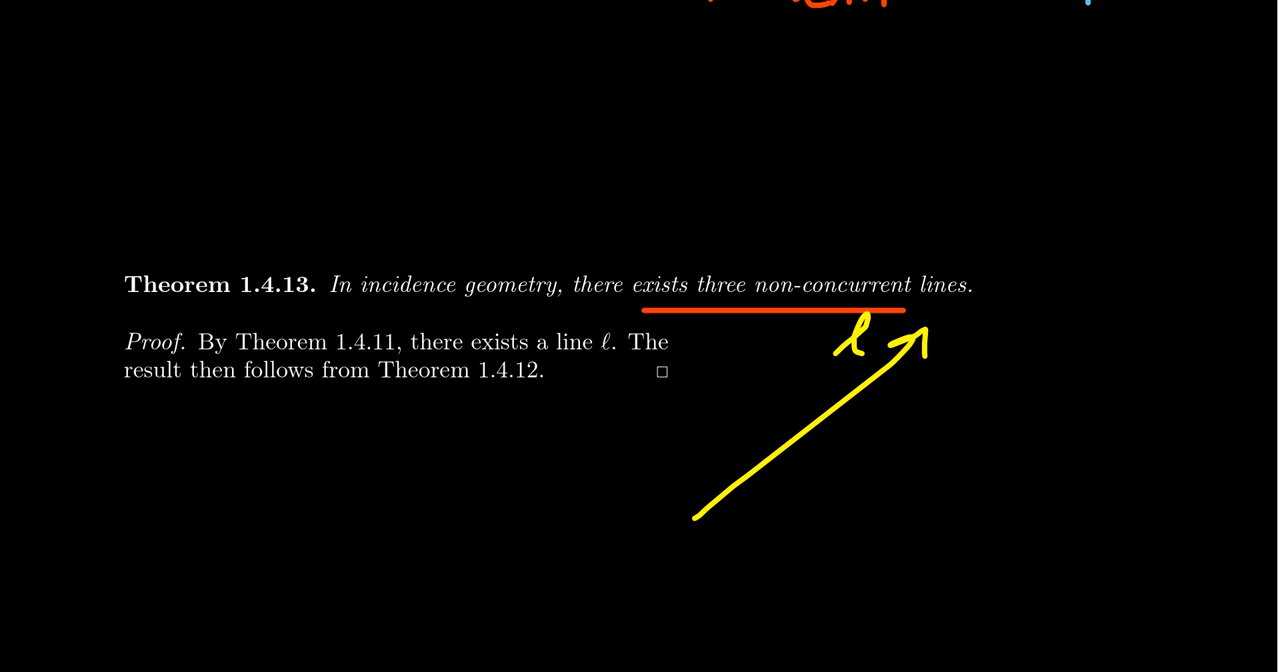 Theorem 1.4.13. In incidence geometry, there exists three non-concurrent lines.
ℓ
Proof. By Theorem 1.4.11, there exists a line ℓ. The
result then follows from Theorem 1.4.12. □